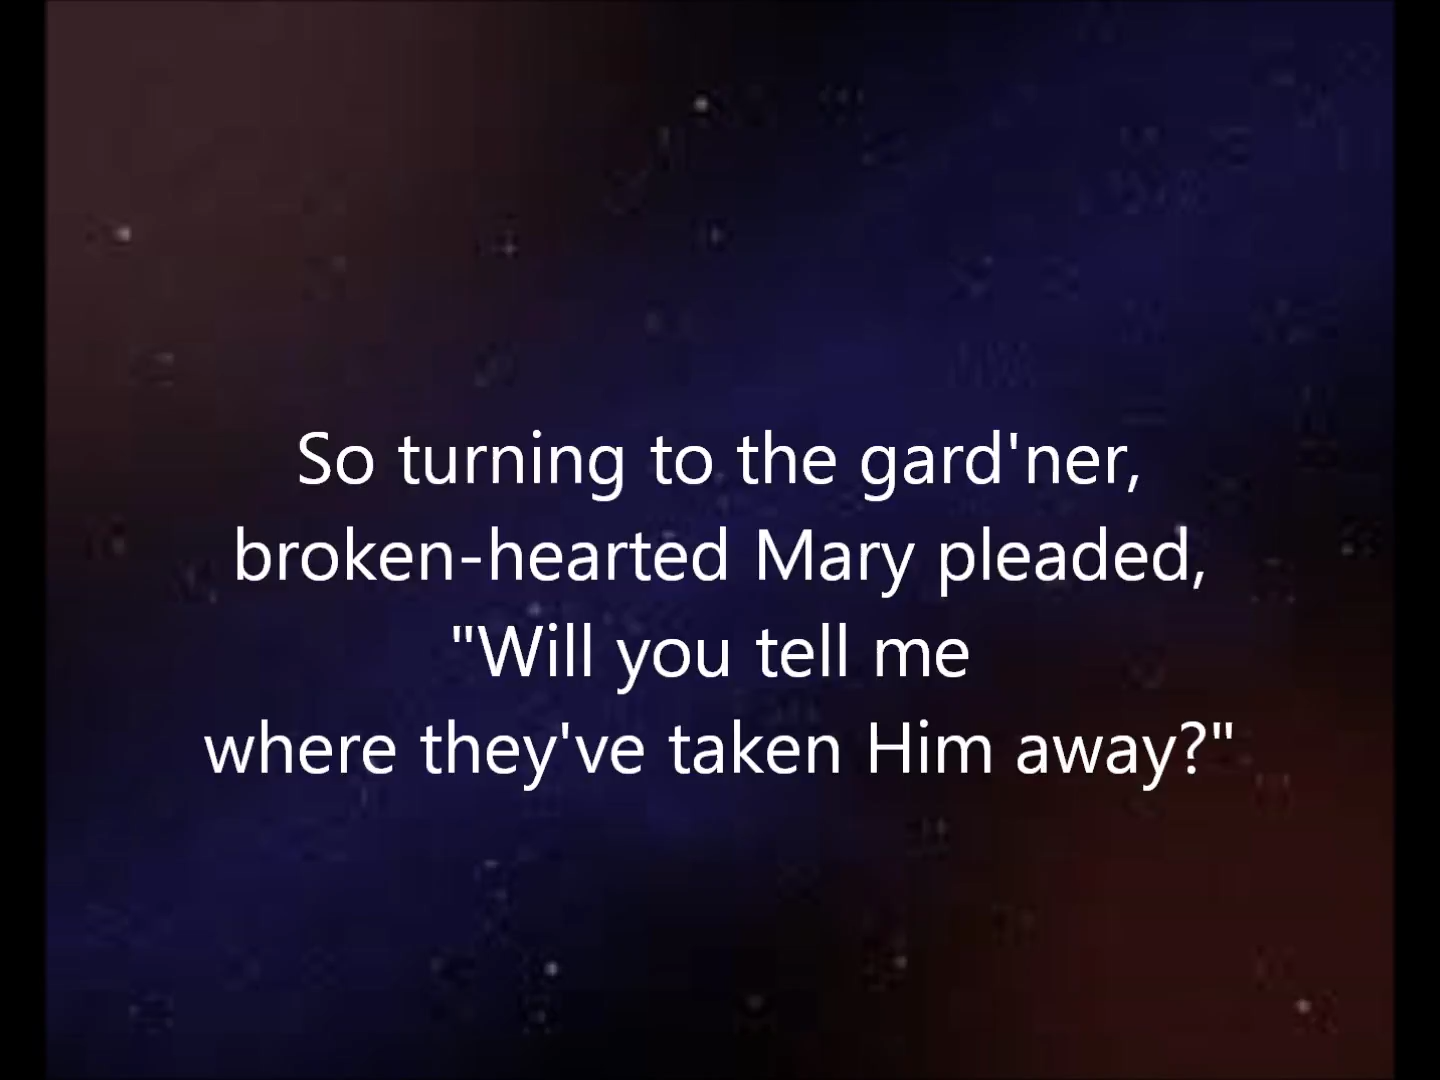 So turning to the gard'ner,
broken-hearted Mary pleaded,
"Will you tell me
where they've taken Him away?"